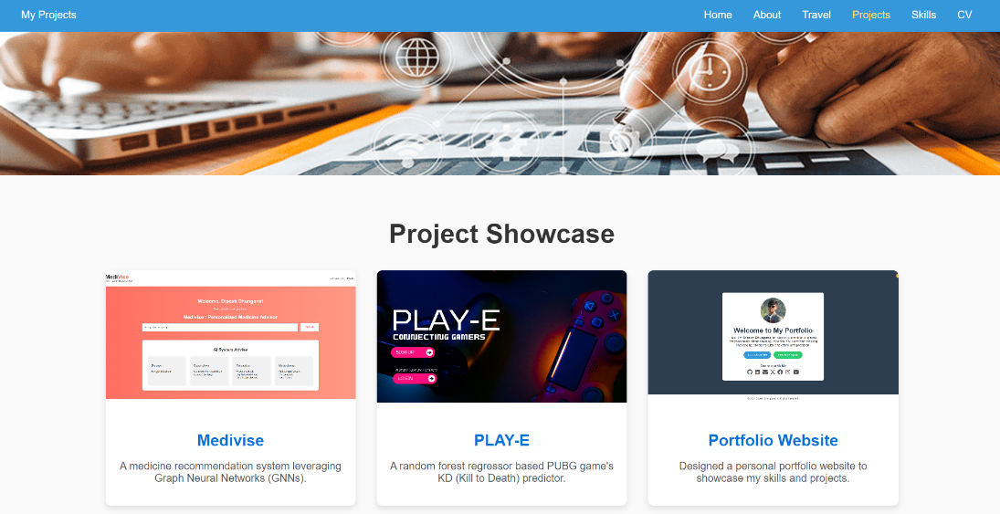 My Projects
Home About Travel Projects Skills CV
Project Showcase
MediVise
Welcome, Dipesh Dhungana!
Medivise : Personalized Medicine Advisor
AI System Advise
PLAY-E
CONNECTING GAMERS
SIGNUP
LOGIN
Welcome to My Portfolio
Connect with Me
Medivise
A medicine recommendation system leveraging
Graph Neural Networks (GNNs).
PLAY-E
A random forest regressor based PUBG game's
KD (Kill to Death) predictor.
Portfolio Website
Designed a personal portfolio website to
showcase my skills and projects.